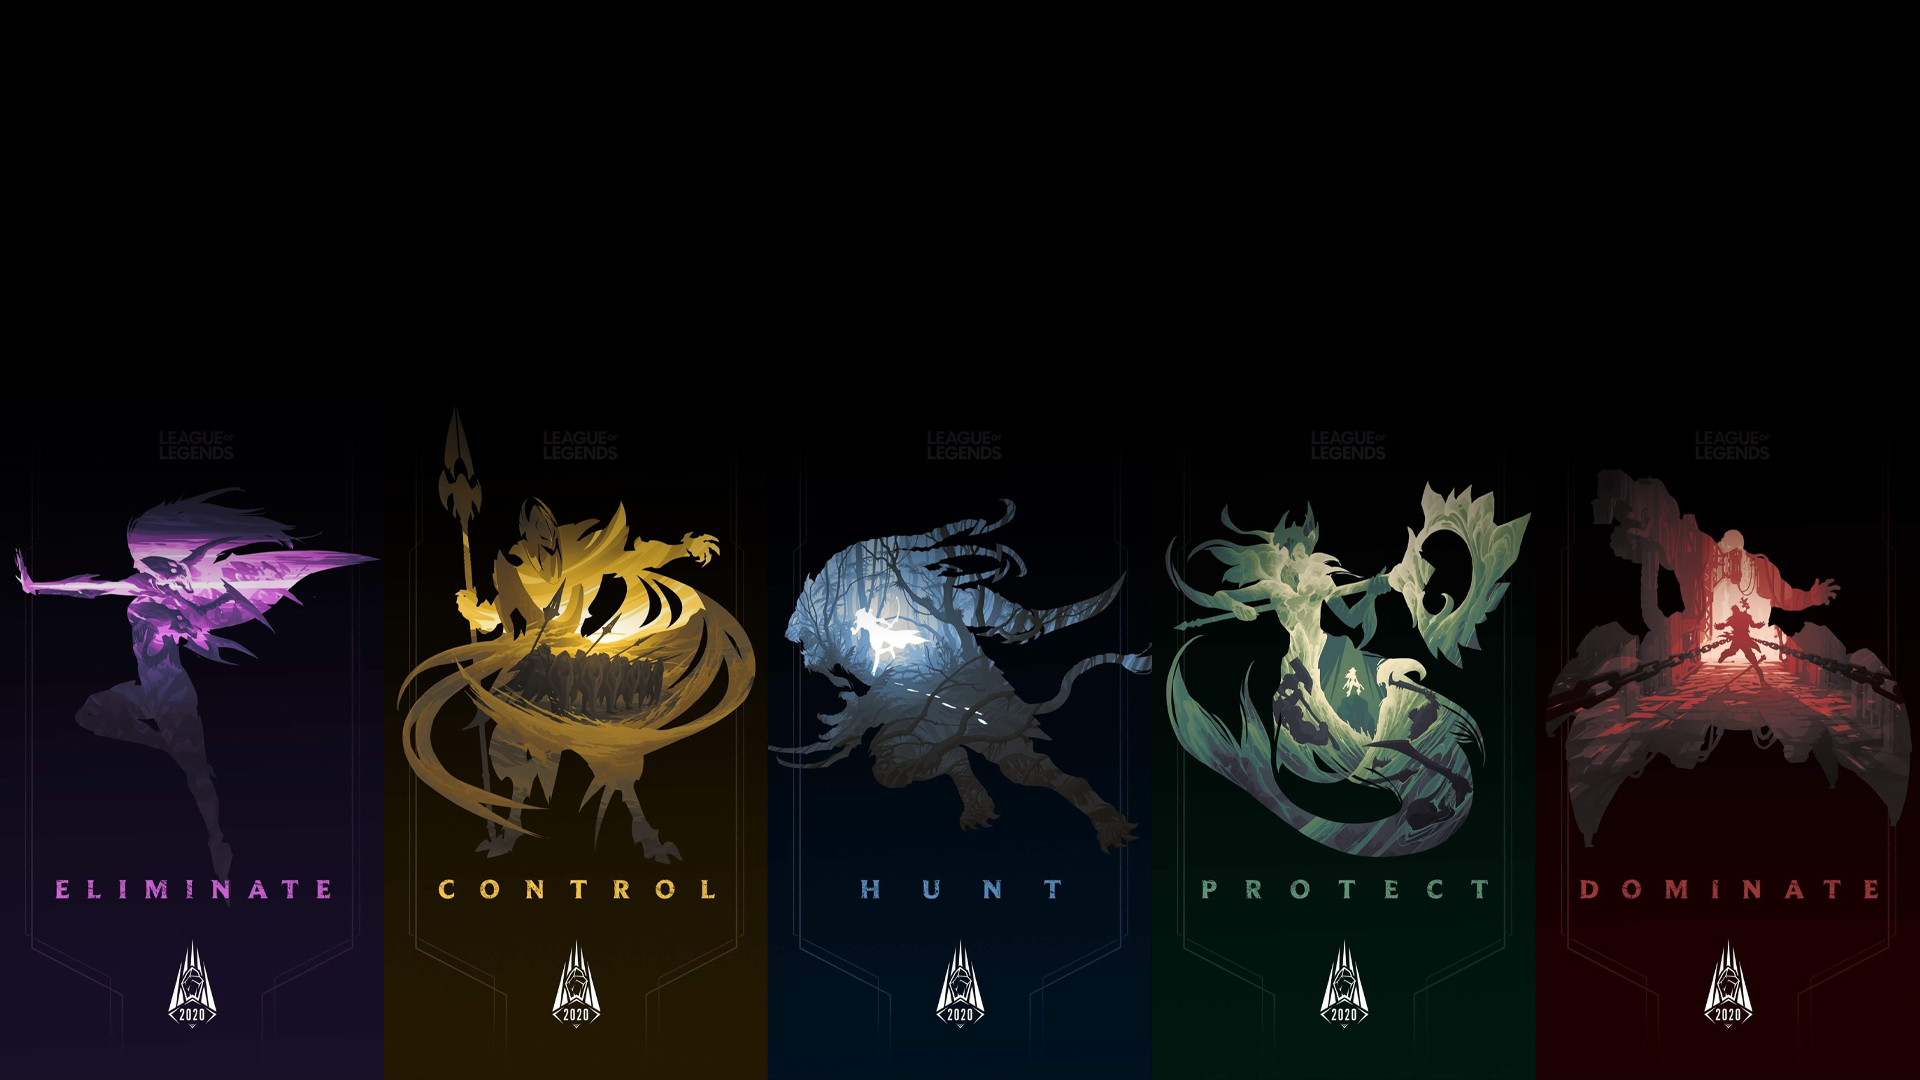 LEAGUE OF
LEGENDS
LEAGUE OF
LEGENDS
LEAGUE OF
LEGENDS
LEAGUE OF
LEGENDS
LEAGUE OF
LEGENDS
ELIMINATE
CONTROL
HUNT
PROTECT
DOMINATE
2020
2020
2020
2020
2020